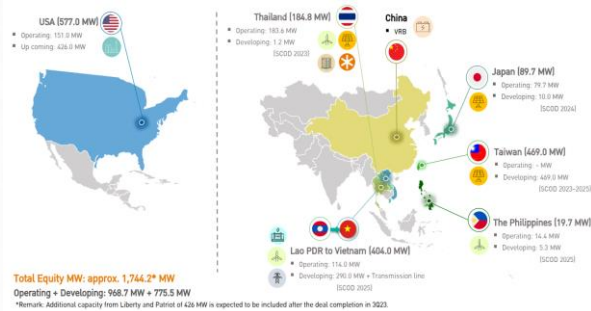 USA (577.0 MW)
• Operating: 151.0 MW
• Up coming: 426.0 MW
Thailand (184.8 MW)
• Operating: 183.6 MW
• Developing: 1.2 MW
(SCOD 2023)
China
• VRB
Japan (89.7 MW)
• Operating: 79.7 MW
• Developing: 10.0 MW
(SCOD 2024)
Taiwan (469.0 MW)
• Operating: - MW
• Developing: 469.0 MW
(SCOD 2023-2025)
The Philippines (19.7 MW)
• Operating: 14.4 MW
• Developing: 5.3 MW
(SCOD 2025)
Lao PDR to Vietnam (404.0 MW)
• Operating: 114.0 MW
• Developing: 290.0 MW + Transmission line
(SCOD 2025)
Total Equity MW: approx. 1,744.2* MW
Operating + Developing: 968.7 MW + 775.5 MW
*Remark: Additional capacity from Liberty and Patriot of 426 MW is expected to be included after the deal completion in 3Q23.